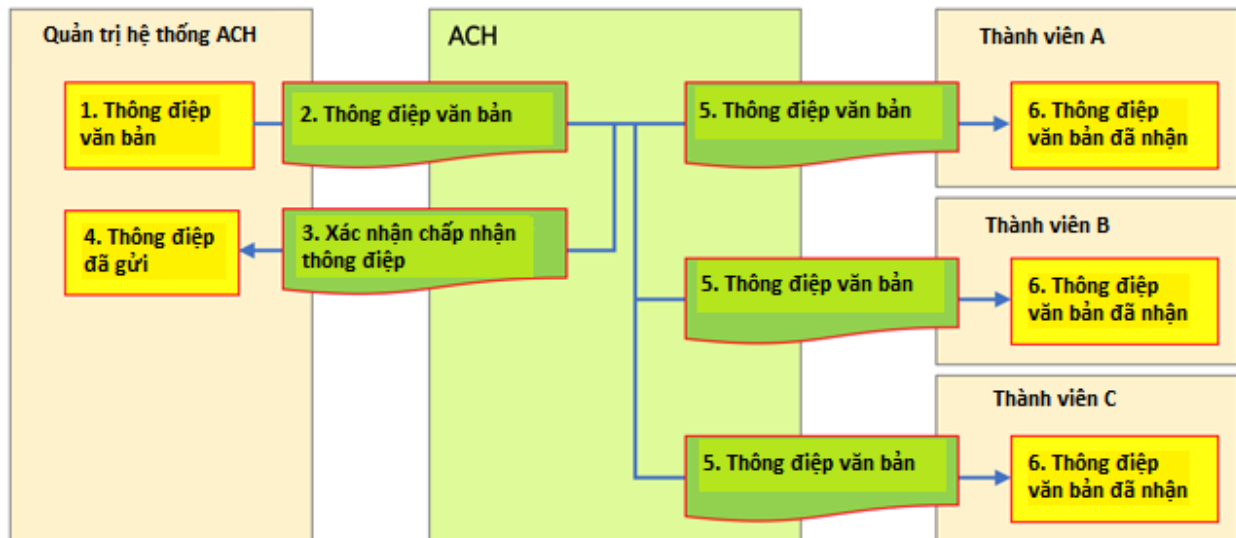 Quản trị hệ thống ACH
ACH
Thành viên A
1. Thông điệp
văn bản
2. Thông điệp văn bản
5. Thông điệp văn bản
6. Thông điệp
văn bản đã nhận
4. Thông điệp
đã gửi
3. Xác nhận chấp nhận
thông điệp
Thành viên B
5. Thông điệp văn bản
6. Thông điệp
văn bản đã nhận
Thành viên C
5. Thông điệp văn bản
6. Thông điệp
văn bản đã nhận